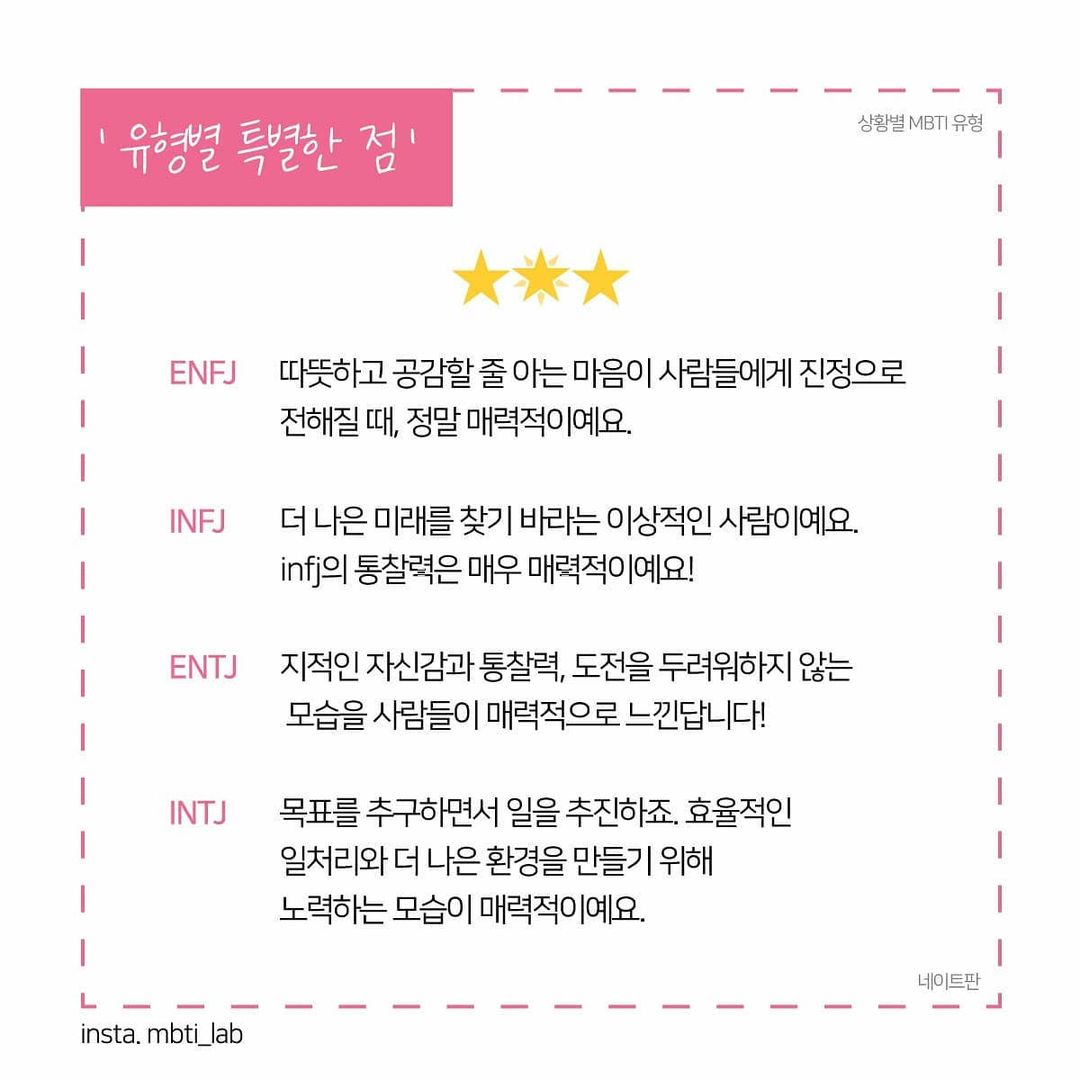 ' 유형별 특별한 점 '
상황별 MBTI 유형
ENFJ 따뜻하고 공감할 줄 아는 마음이 사람들에게 진정으로
전해질 때, 정말 매력적이예요.
INFJ 더 나은 미래를 찾기 바라는 이상적인 사람이예요.
infj의 통찰력은 매우 매력적이예요!
ENTJ 지적인 자신감과 통찰력, 도전을 두려워하지 않는
모습을 사람들이 매력적으로 느낀답니다!
INTJ 목표를 추구하면서 일을 추진하죠. 효율적인
일처리와 더 나은 환경을 만들기 위해
노력하는 모습이 매력적이예요.
네이트판
insta. mbti_lab